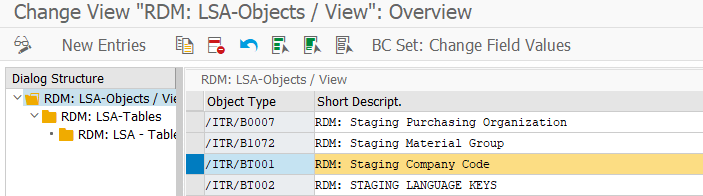 Change View "RDM: LSA-Objects / View": Overview
New Entries
BC Set: Change Field Values
Dialog Structure
RDM: LSA-Objects / Vie
RDM: LSA-Tables
RDM: LSA - Table
RDM: LSA-Objects / View
Object Type Short Descript.
/ITR/B0007 RDM: Staging Purchasing Organization
/ITR/B1072 RDM: Staging Material Group
/ITR/BT001 RDM: Staging Company Code
/ITR/BT002 RDM: STAGING LANGUAGE KEYS